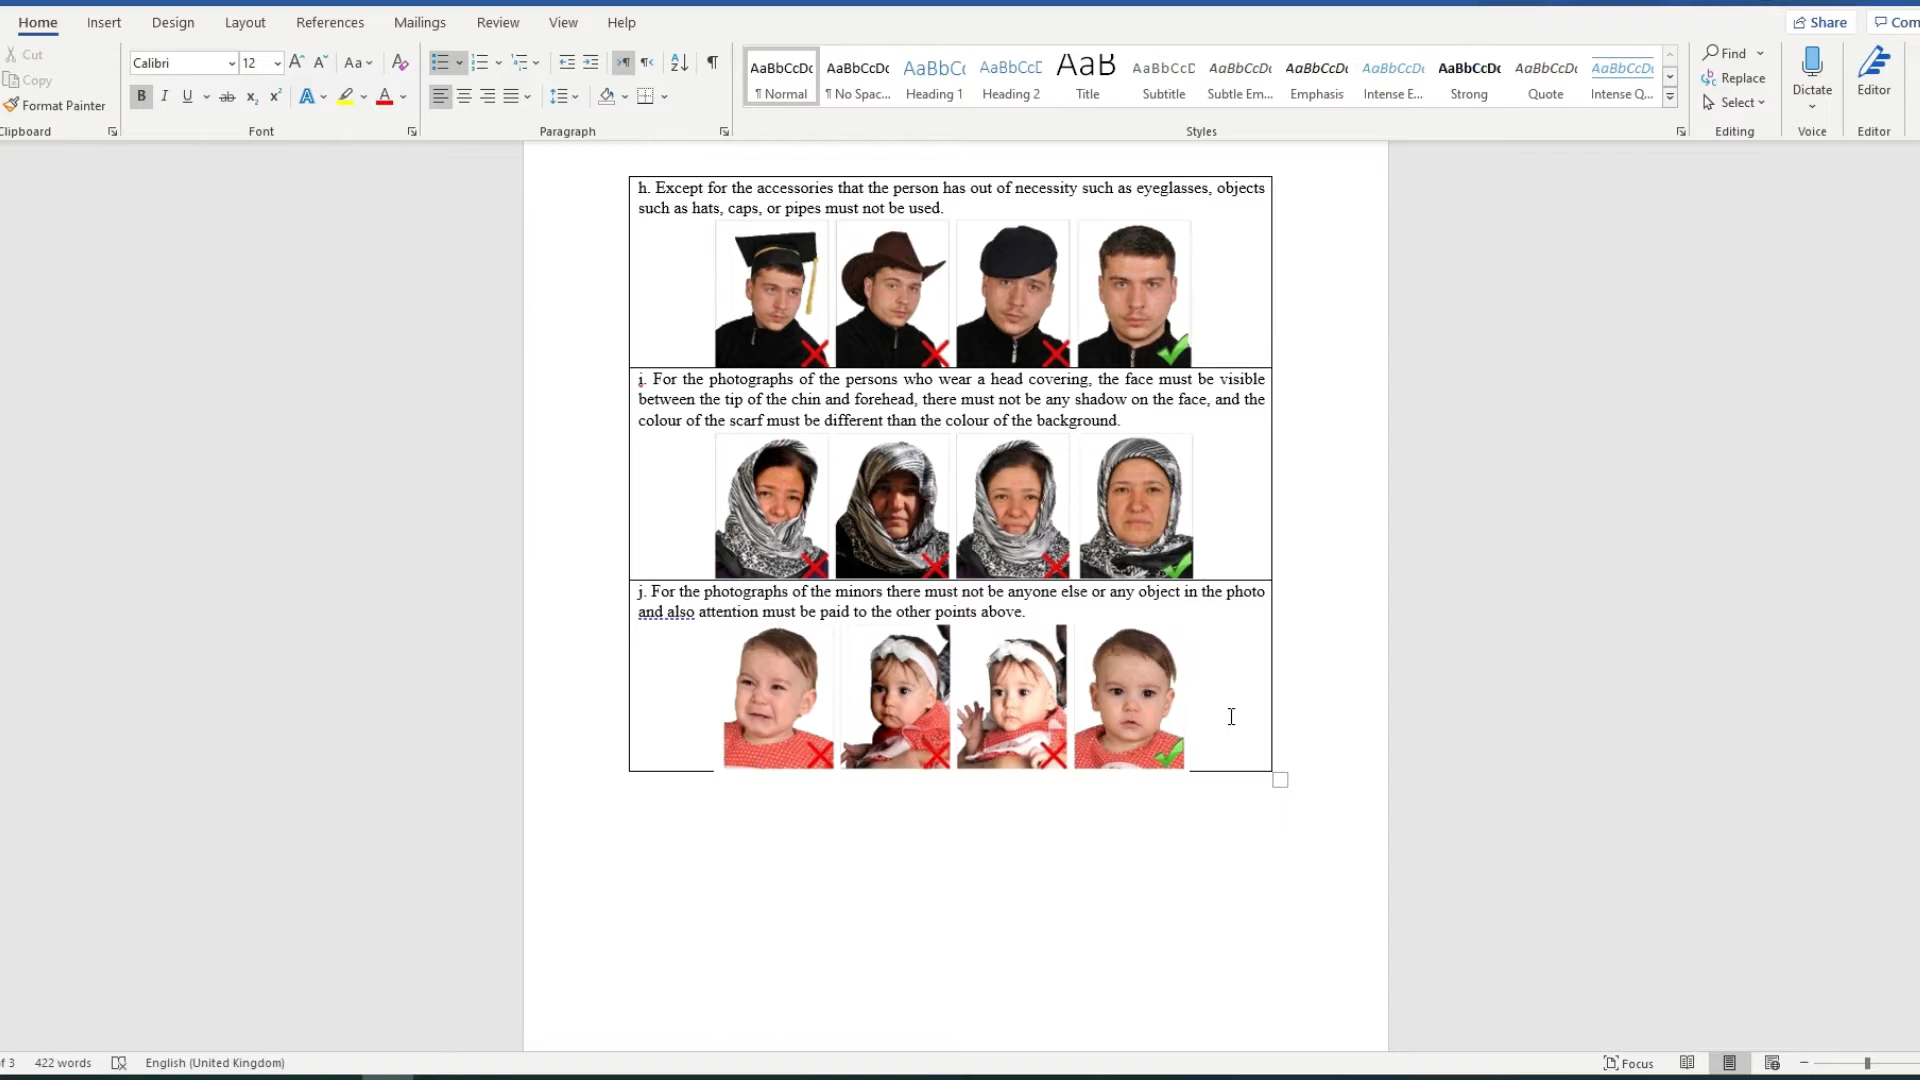 Home Insert Design Layout References Mailings Review View Help Share Com
Cut
Copy
Format Painter
Clipboard
Calibri 12
Font
Paragraph
AaBbCcDc AaBbCcDc AaBbC( AaBbCcD AaB AaBbCcD AaBbCcDc AaBbCcDc AaBbCcDc AaBbCcDc AaBbCcDc AaBbCcDc
¶ Normal ¶ No Spac... Heading 1 Heading 2 Title Subtitle Subtle Em... Emphasis Intense E... Strong Quote Intense Q...
Styles
Find
Replace
Select
Editing
Dictate
Voice
Editor
Editor
h. Except for the accessories that the person has out of necessity such as eyeglasses, objects
such as hats, caps, or pipes must not be used.
i. For the photographs of the persons who wear a head covering, the face must be visible
between the tip of the chin and forehead, there must not be any shadow on the face, and the
colour of the scarf must be different than the colour of the background.
j. For the photographs of the minors there must not be anyone else or any object in the photo
and also attention must be paid to the other points above.
of 3 422 words English (United Kingdom) Focus